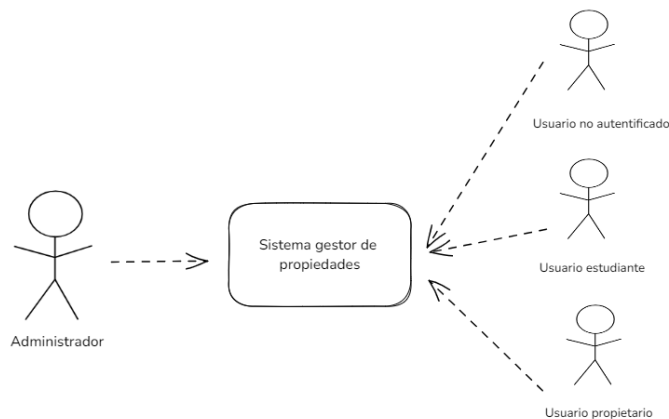 Usuario no autentificado
Sistema gestor de
propiedades
Usuario estudiante
Administrador
Usuario propietario